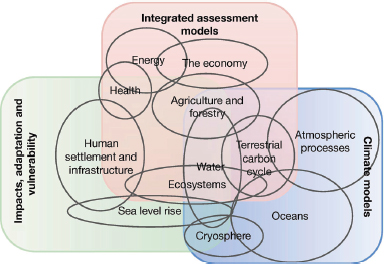 Integrated assessment
models
Energy
The economy
Health
Agriculture and
forestry
Impacts, adaptation and
vulnerability
Human
settlement and
infrastructure
Water
Terrestrial
carbon
cycle
Atmospheric
processes
Climate models
Ecosystems
Sea level rise
Oceans
Cryosphere